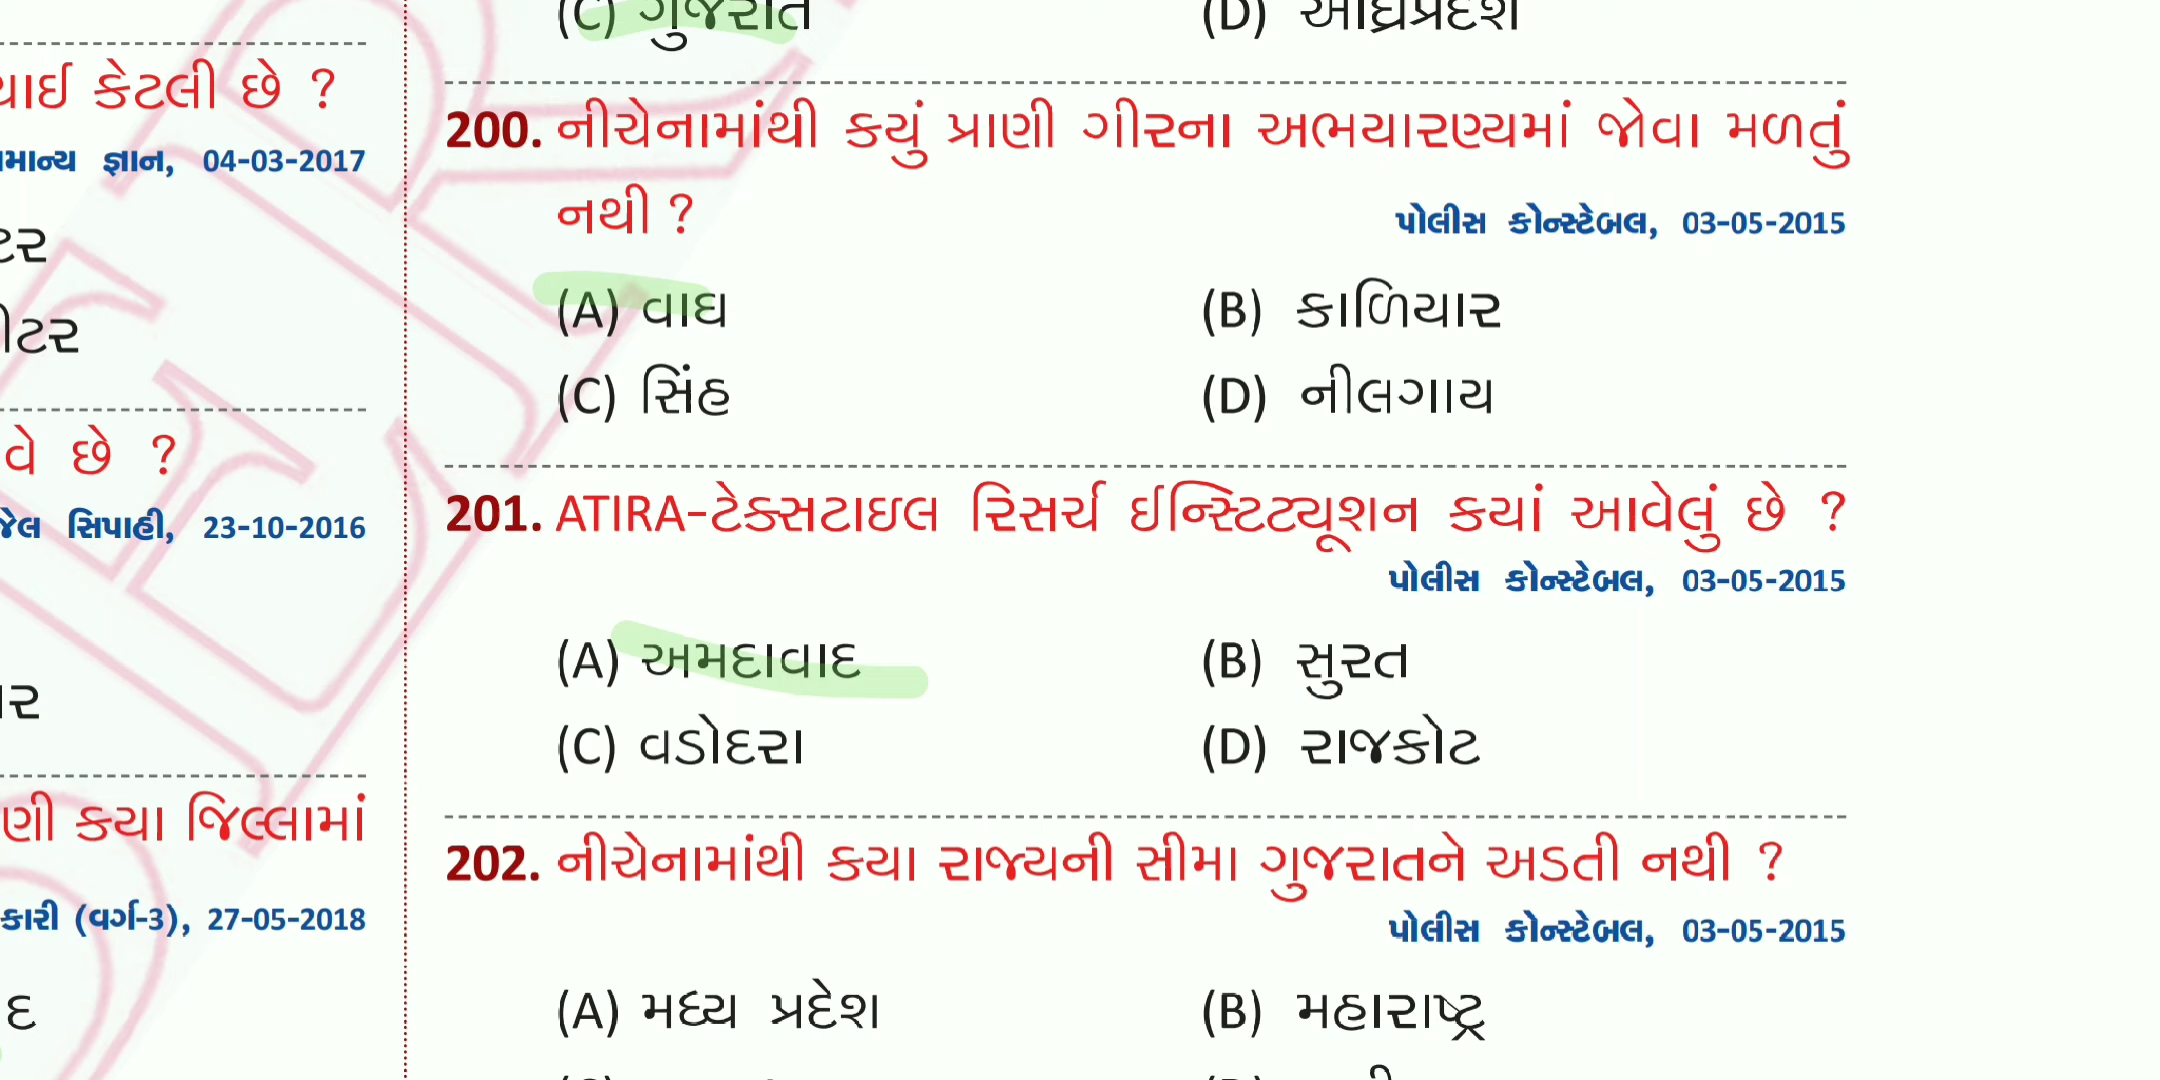 કેટલી છે ?
જ્ઞાન, 04-03-2017
વે છે ?
સિપાહી, 23-10-2016
કયા જિલ્લામાં
(વર્ગ-3), 27-05-2018
(C) ગુજરાત (D) આંધ્રપ્રદેશ
200. નીચેનામાંથી કયું પ્રાણી ગીરના અભયારણ્યમાં જોવા મળતું
નથી ? પોલીસ કોન્સ્ટેબલ, 03-05-2015
(A) વાઘ (B) કાળિયાર
(C) સિંહ (D) નીલગાય
201. ATIRA-ટેક્સટાઇલ રિસર્ચ ઈન્સ્ટિટ્યૂશન કયાં આવેલું છે ?
પોલીસ કોન્સ્ટેબલ, 03-05-2015
(A) અમદાવાદ (B) સુરત
(C) વડોદરા (D) રાજકોટ
202. નીચેનામાંથી કયા રાજ્યની સીમા ગુજરાતને અડતી નથી ?
પોલીસ કોન્સ્ટેબલ, 03-05-2015
(A) મધ્ય પ્રદેશ (B) મહારાષ્ટ્ર